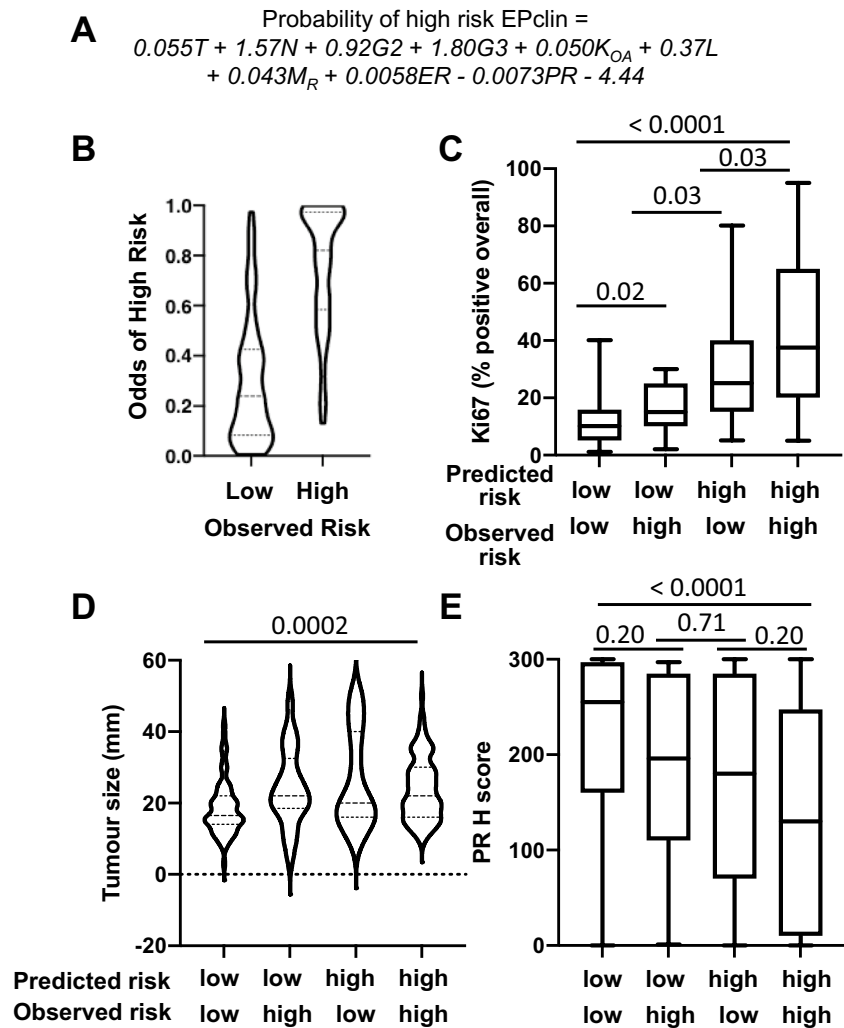 A
Probability of high risk EPclin =
0.055T + 1.57N + 0.92G2 + 1.80G3 + 0.050K_OA + 0.37L
+ 0.043M_R + 0.0058ER - 0.0073PR - 4.44
B
Odds of High Risk
1.0
0.8
0.6
0.4
0.2
0.0
Low High
Observed Risk
C
< 0.0001
0.03
0.03
0.02
Ki67 (% positive overall)
100
80
60
40
20
0
Predicted risk
low low high high
Observed risk
low high low high
D
0.0002
Tumour size (mm)
60
40
20
0
-20
Predicted risk low low high high
Observed risk low high low high
E
< 0.0001
0.71
0.20 0.20
PR H score
300
200
100
0
low low high high
low high low high